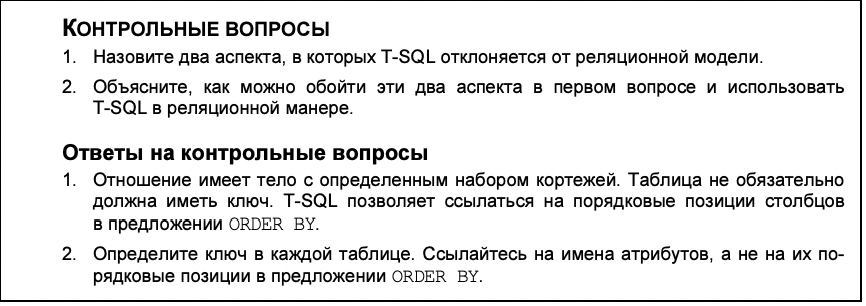 КОНТРОЛЬНЫЕ ВОПРОСЫ
1. Назовите два аспекта, в которых T-SQL отклоняется от реляционной модели.
2. Объясните, как можно обойти эти два аспекта в первом вопросе и использовать
T-SQL в реляционной манере.
Ответы на контрольные вопросы
1. Отношение имеет тело с определенным набором кортежей. Таблица не обязательно
должна иметь ключ. T-SQL позволяет ссылаться на порядковые позиции столбцов
в предложении ORDER BY.
2. Определите ключ в каждой таблице. Ссылайтесь на имена атрибутов, а не на их по-
рядковые позиции в предложении ORDER BY.